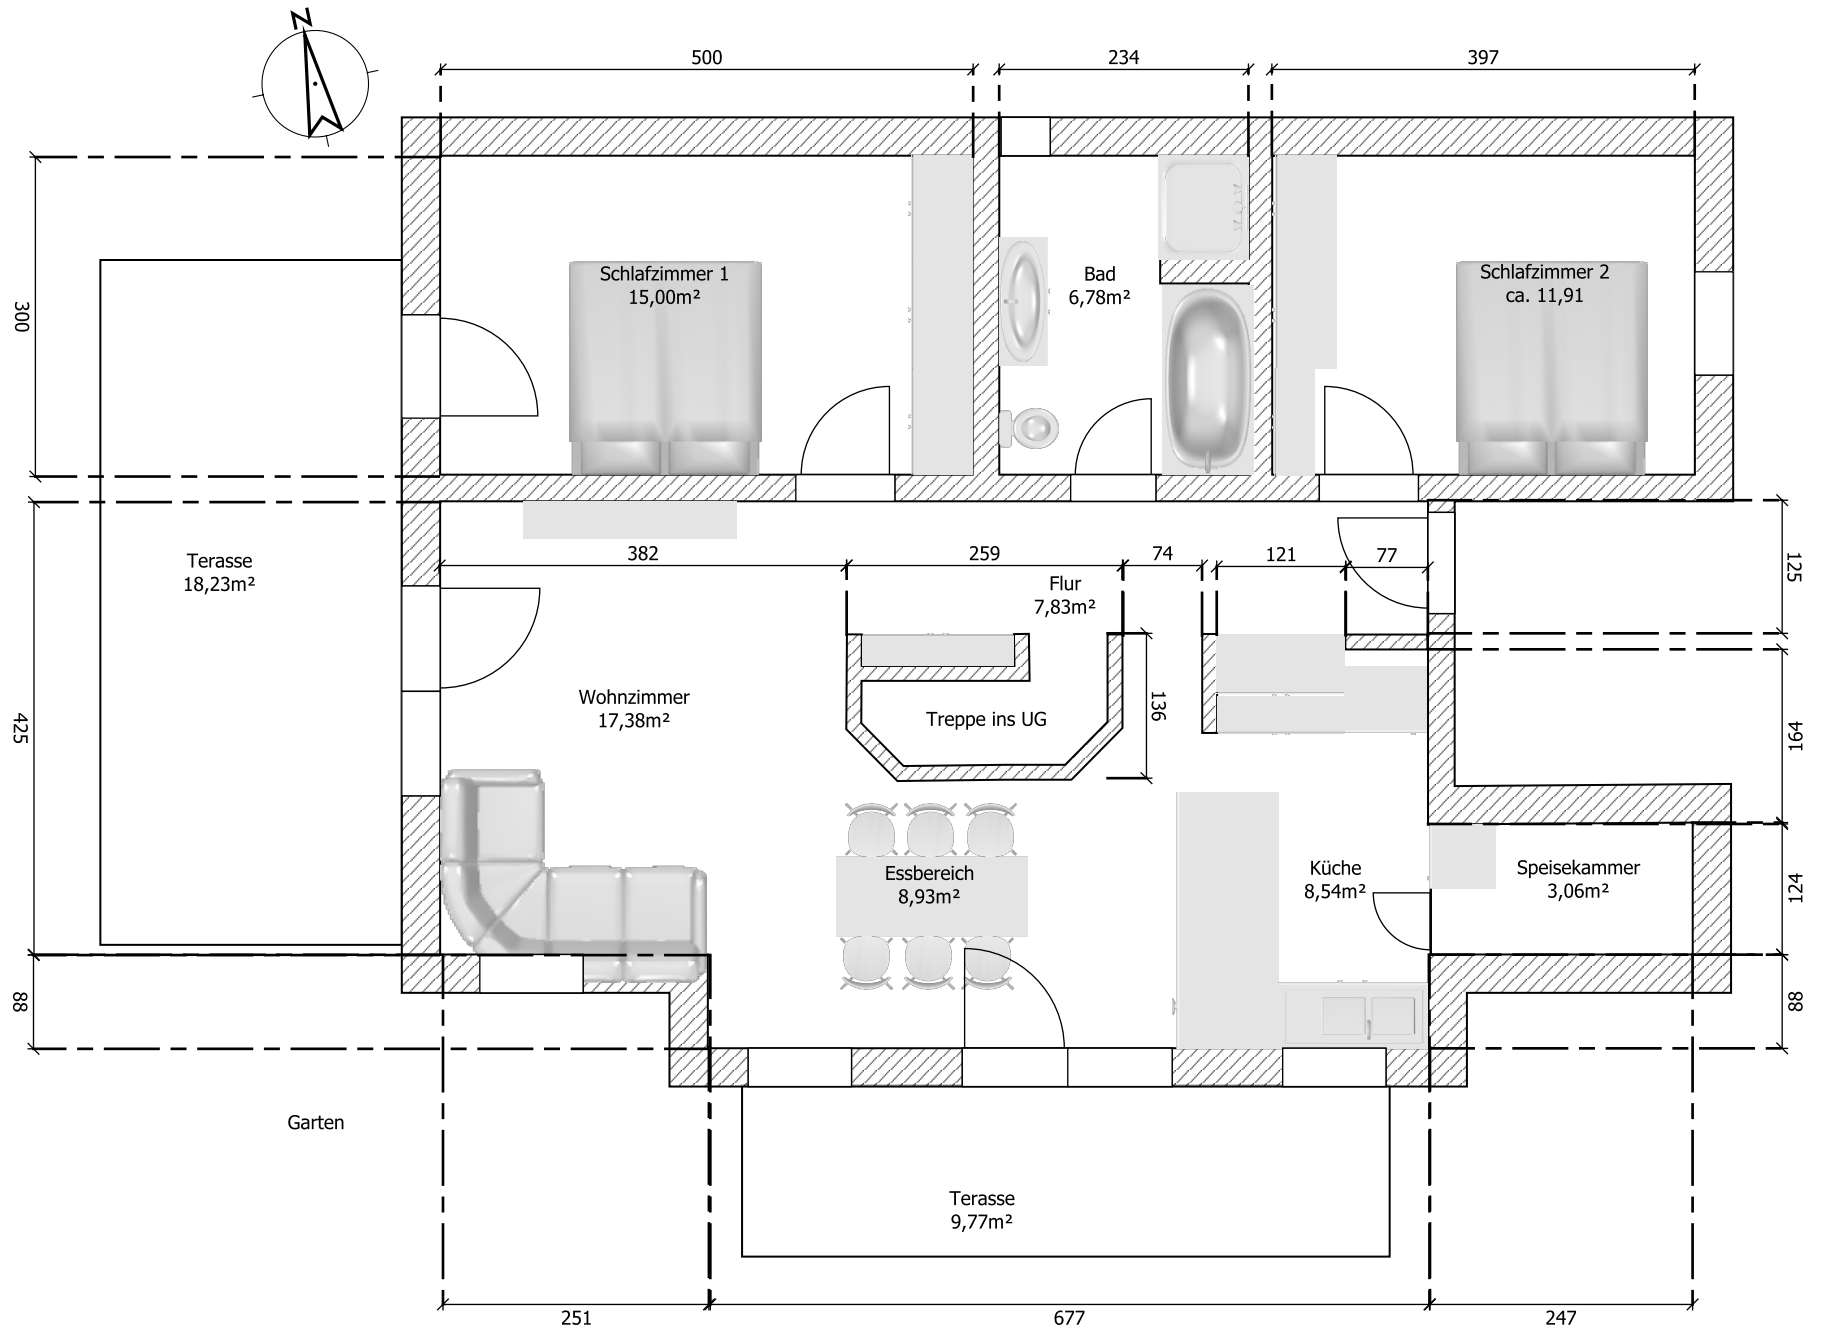 N
500
234
397
Schlafzimmer 1
15,00m²
Bad
6,78m²
Schlafzimmer 2
ca. 11,91
300
382
259
74
121
77
125
Terasse
18,23m²
Flur
7,83m²
Wohnzimmer
17,38m²
Treppe ins UG
136
425
164
Essbereich
8,93m²
Küche
8,54m²
Speisekammer
3,06m²
124
88
88
Garten
Terasse
9,77m²
251
677
247